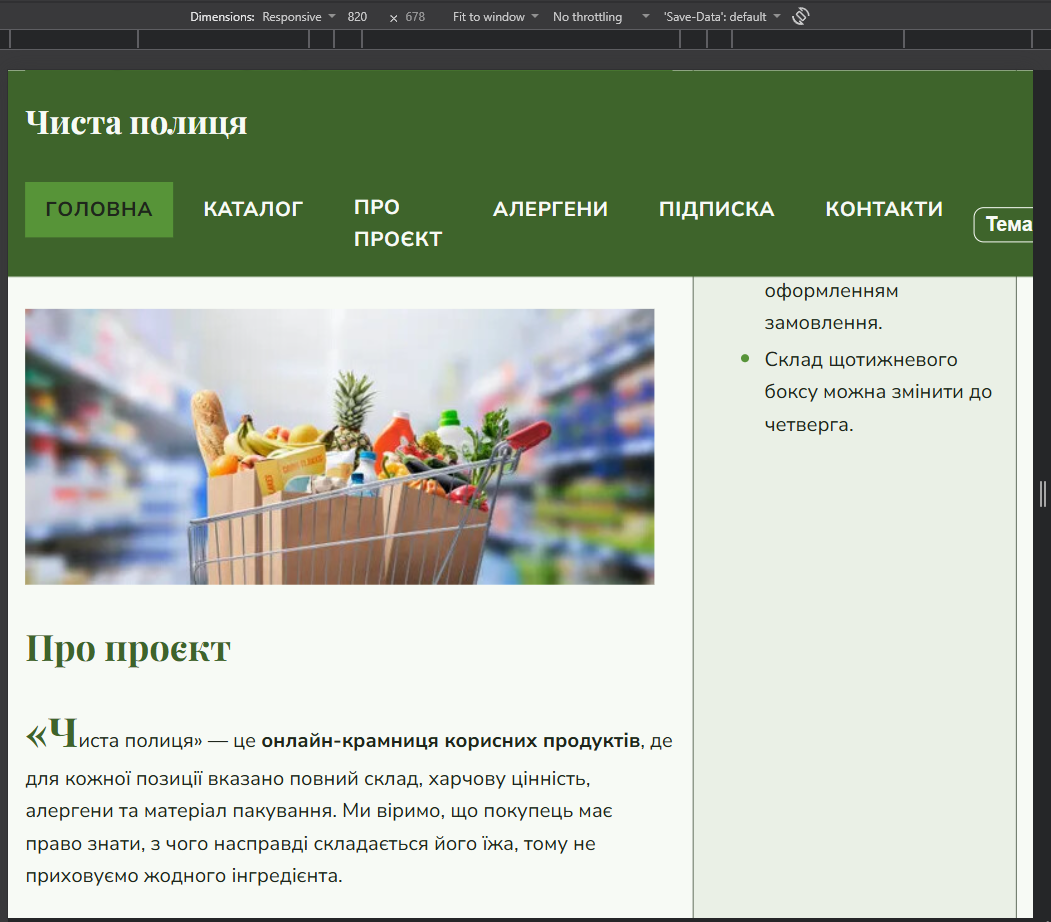 Dimensions: Responsive 820 × 678 Fit to window No throttling 'Save-Data': default
Чиста полиця
ГОЛОВНА КАТАЛОГ ПРО ПРОЄКТ АЛЕРГЕНИ ПІДПИСКА КОНТАКТИ Тема
оформленням
замовлення.
Склад щотижневого
боксу можна змінити до
четверга.
Про проєкт
«Чиста полиця» — це онлайн-крамниця корисних продуктів, де
для кожної позиції вказано повний склад, харчову цінність,
алергени та матеріал пакування. Ми віримо, що покупець має
право знати, з чого насправді складається його їжа, тому не
приховуємо жодного інгредієнта.